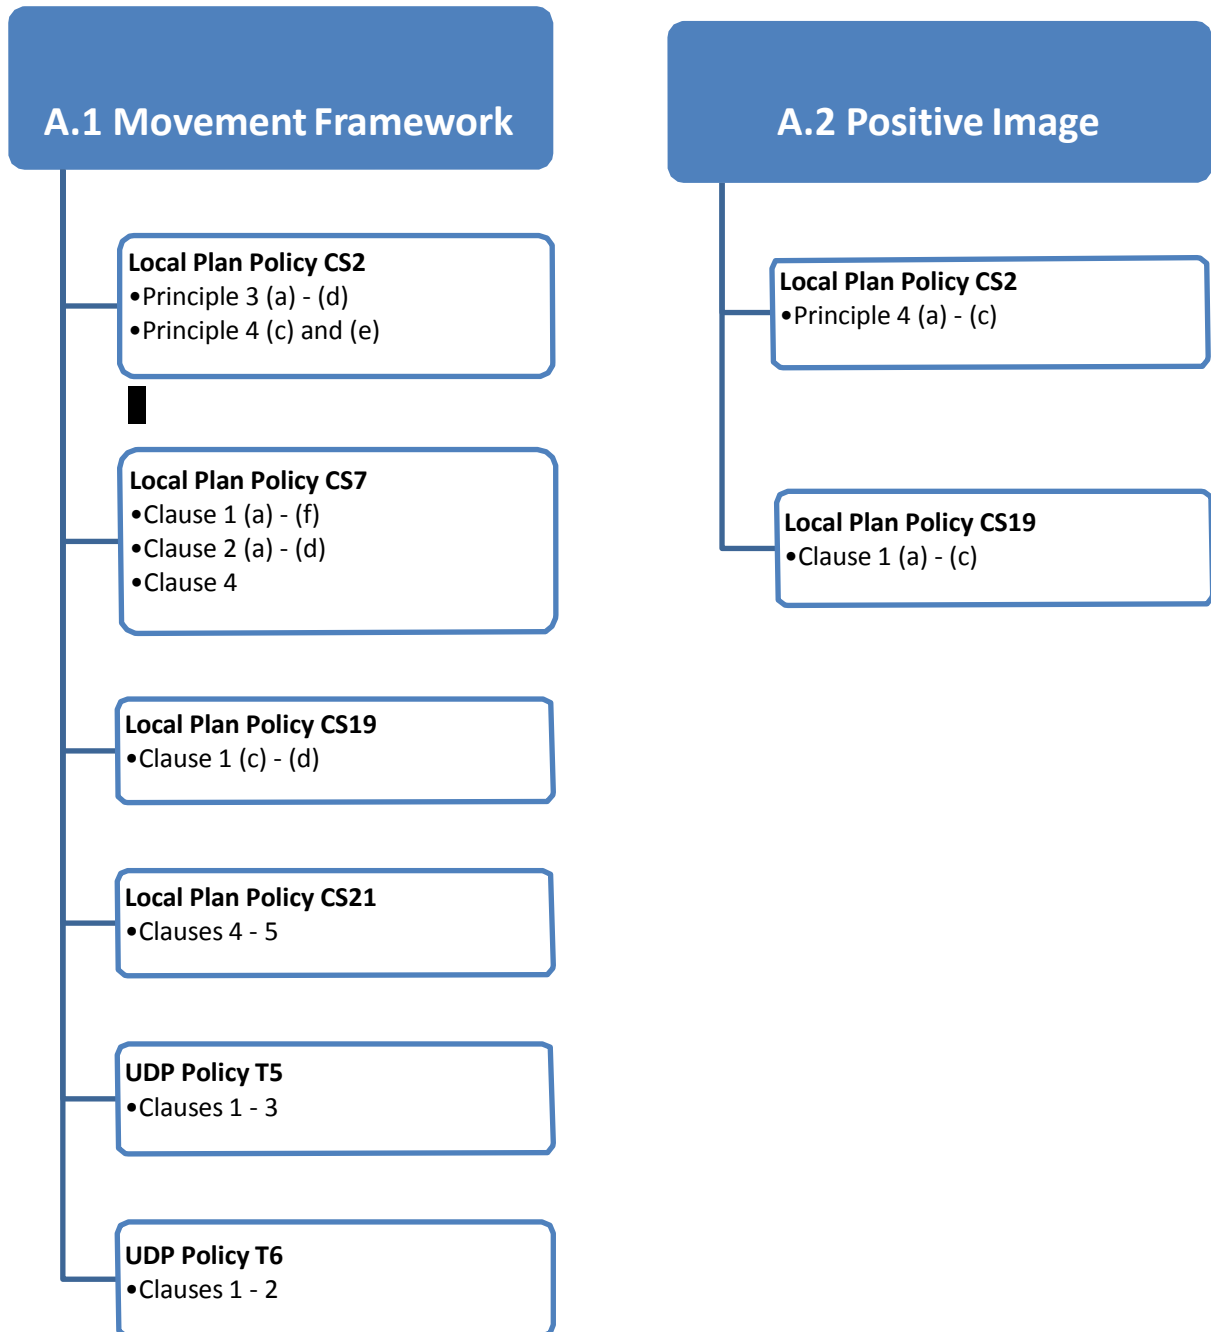 A.1 Movement Framework
Local Plan Policy CS2
•Principle 3 (a) - (d)
•Principle 4 (c) and (e)
Local Plan Policy CS7
•Clause 1 (a) - (f)
•Clause 2 (a) - (d)
•Clause 4
Local Plan Policy CS19
•Clause 1 (c) - (d)
Local Plan Policy CS21
•Clauses 4 - 5
UDP Policy T5
•Clauses 1 - 3
UDP Policy T6
•Clauses 1 - 2
A.2 Positive Image
Local Plan Policy CS2
•Principle 4 (a) - (c)
Local Plan Policy CS19
•Clause 1 (a) - (c)